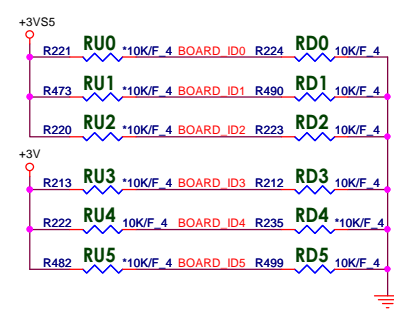 +3VS5
R221 RU0 *10K/F_4 BOARD_ID0 R224 RD0 10K/F_4
R473 RU1 *10K/F_4 BOARD_ID1 R490 RD1 10K/F_4
R220 RU2 *10K/F_4 BOARD_ID2 R223 RD2 10K/F_4
+3V
R213 RU3 *10K/F_4 BOARD_ID3 R212 RD3 10K/F_4
R222 RU4 10K/F_4 BOARD_ID4 R235 RD4 *10K/F_4
R482 RU5 *10K/F_4 BOARD_ID5 R499 RD5 10K/F_4